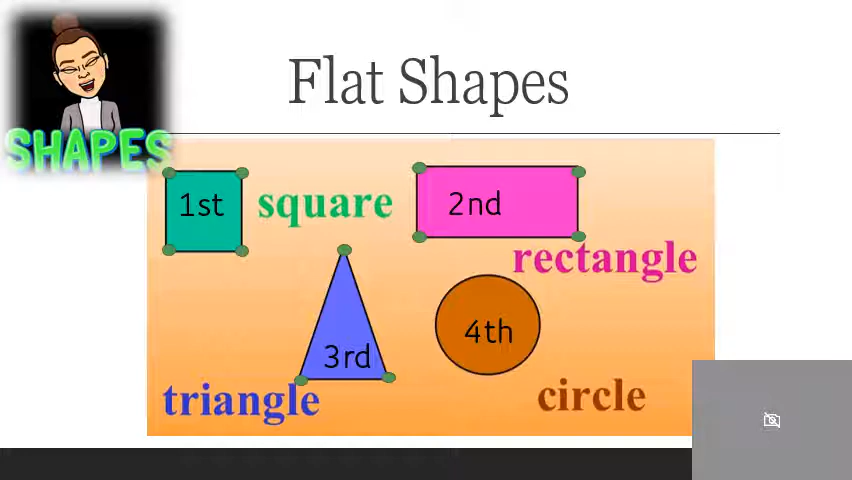 Flat Shapes
SHAPES
1st
square
2nd
rectangle
3rd
4th
triangle
circle